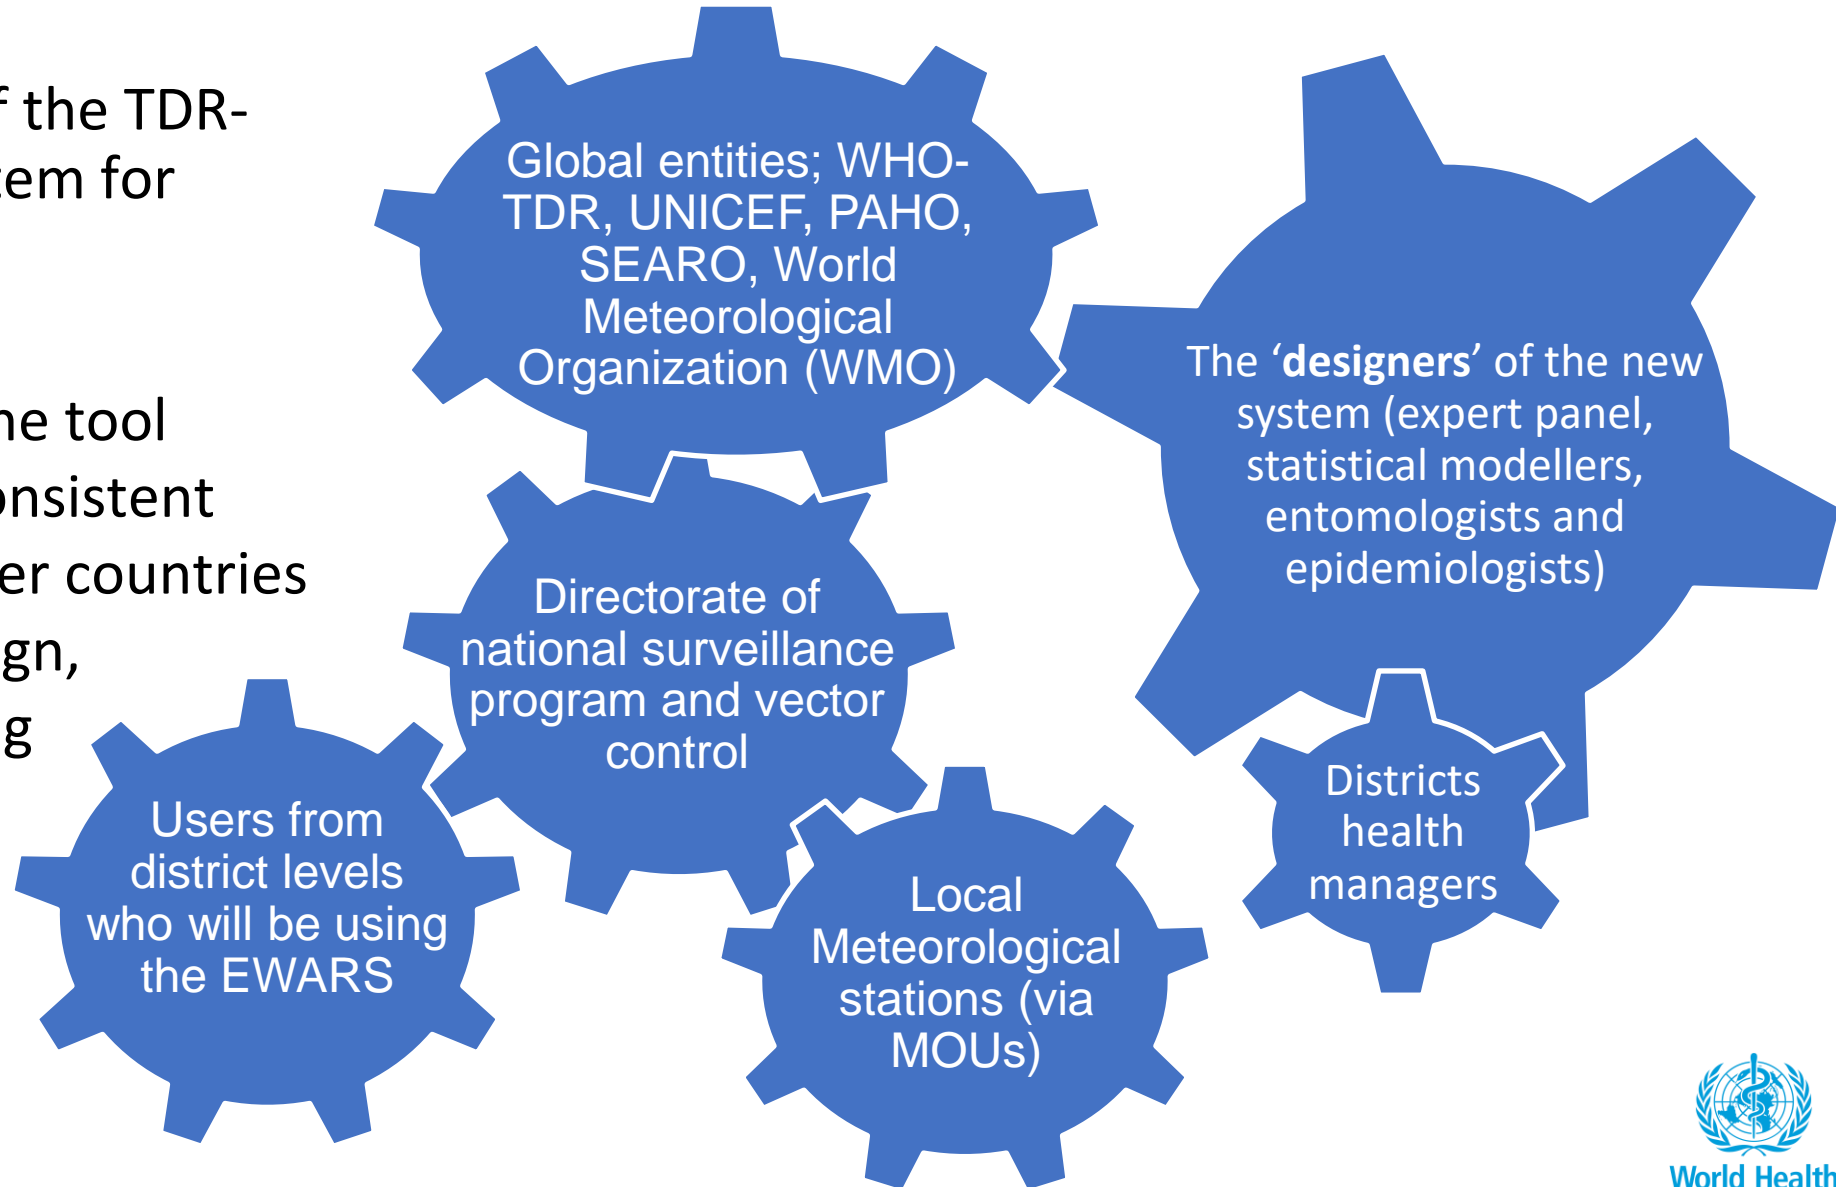 f the TDR-
tem for
ne tool
onsistent
er countries
ign,
g
Global entities; WHO-
TDR, UNICEF, PAHO,
SEARO, World
Meteorological
Organization (WMO)
The ‘designers’ of the new
system (expert panel,
statistical modellers,
entomologists and
epidemiologists)
Directorate of
national surveillance
program and vector
control
Districts
health
managers
Users from
district levels
who will be using
the EWARS
Local
Meteorological
stations (via
MOUs)
World Health